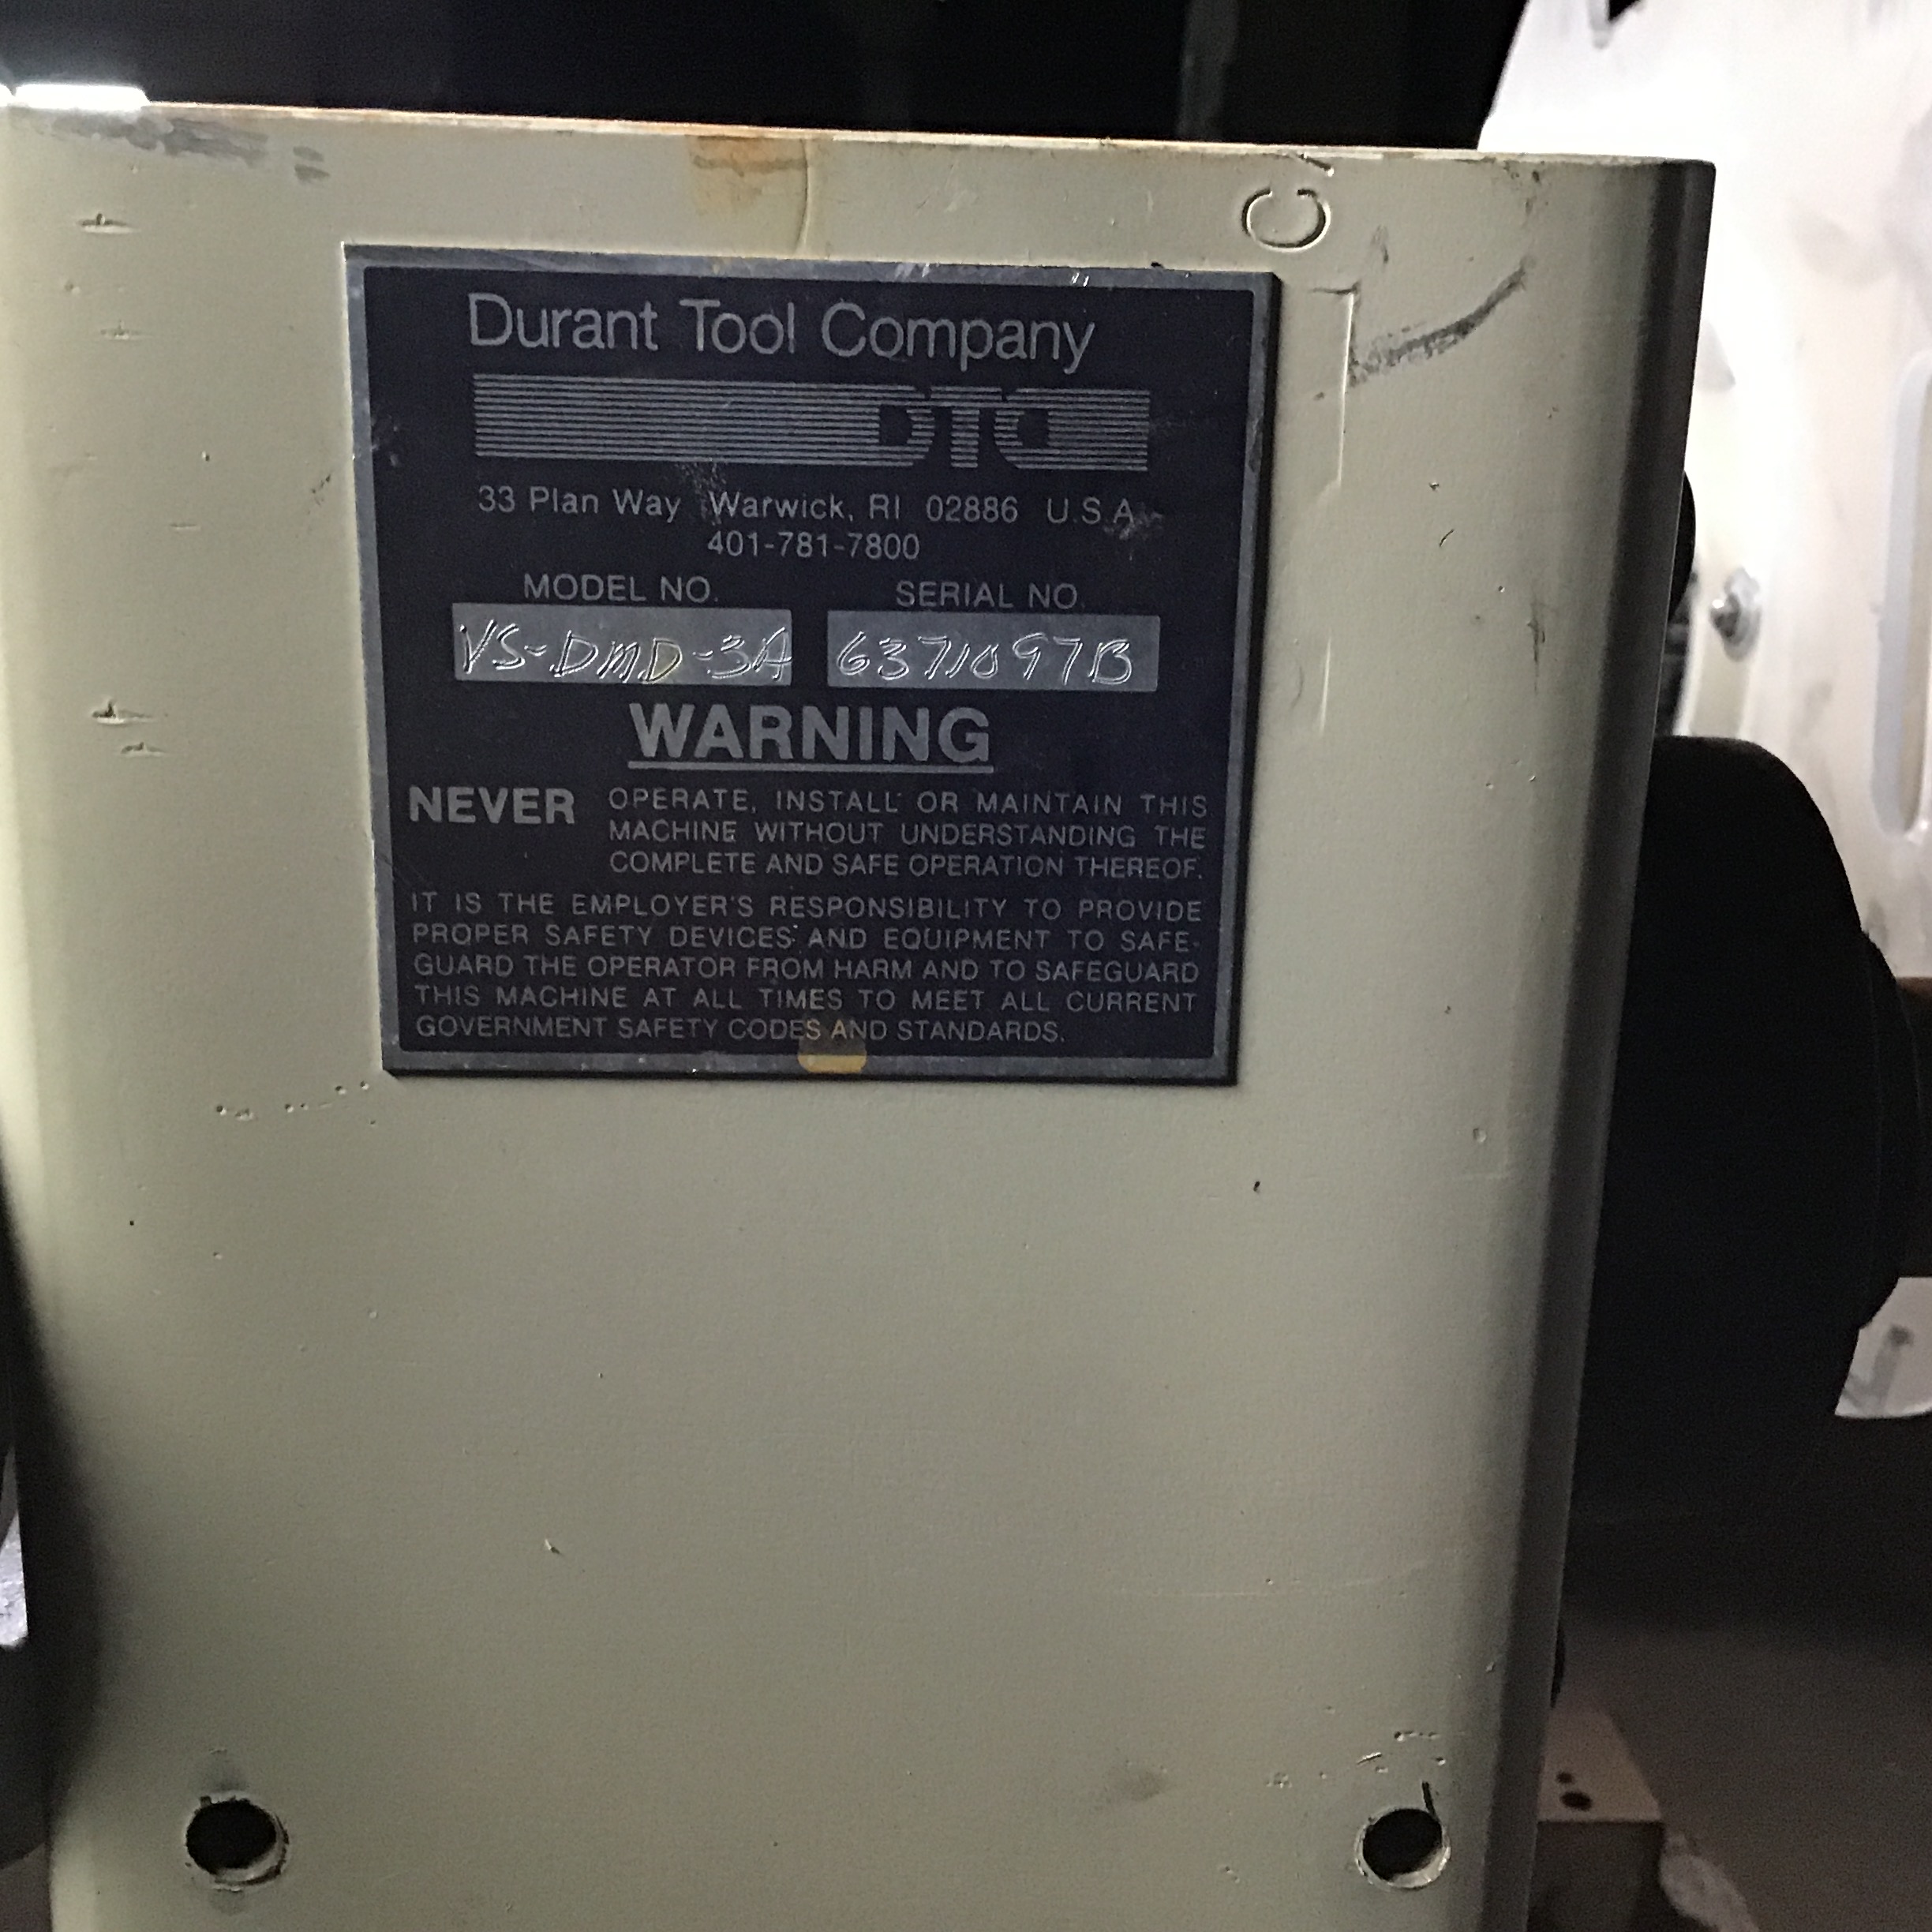 C
Durant Tool Company
DTC
33 Plan Way Warwick, RI 02886 U.S.A.
401-781-7800
MODEL NO. SERIAL NO.
VS-DMD-3A 6371097B
WARNING
NEVER OPERATE, INSTALL OR MAINTAIN THIS
MACHINE WITHOUT UNDERSTANDING THE
COMPLETE AND SAFE OPERATION THEREOF.
IT IS THE EMPLOYER'S RESPONSIBILITY TO PROVIDE
PROPER SAFETY DEVICES AND EQUIPMENT TO SAFE-
GUARD THE OPERATOR FROM HARM AND TO SAFEGUARD
THIS MACHINE AT ALL TIMES TO MEET ALL CURRENT
GOVERNMENT SAFETY CODES AND STANDARDS.